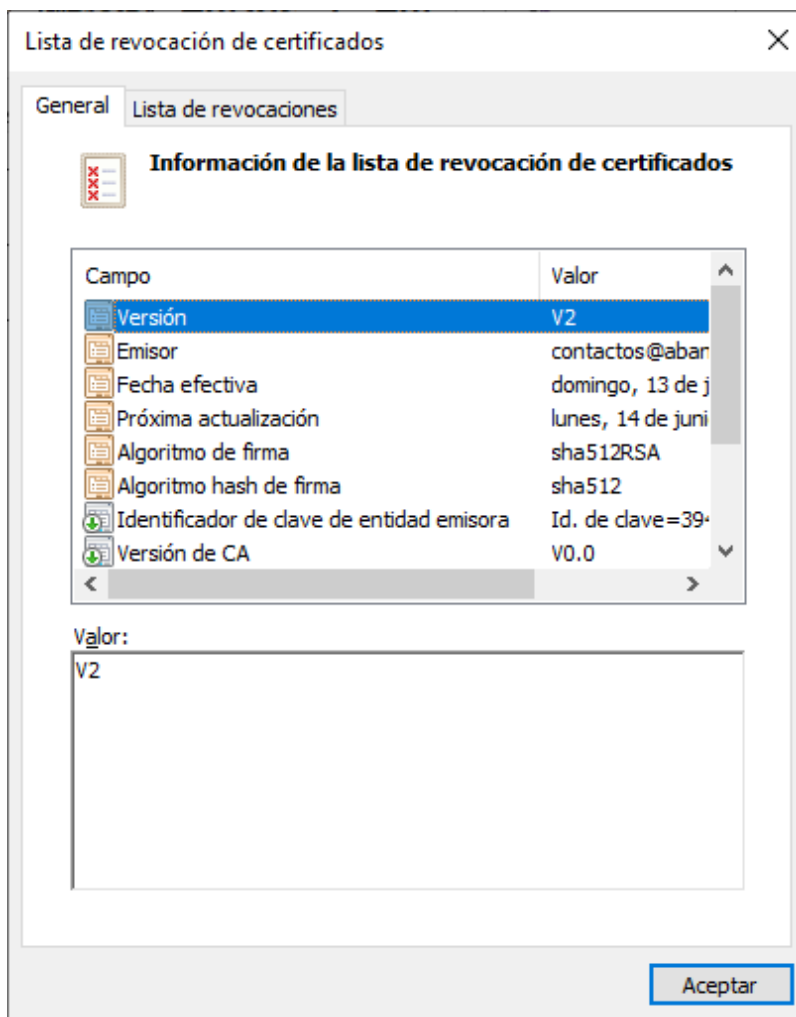 Lista de revocación de certificados
General Lista de revocaciones
Información de la lista de revocación de certificados
Campo Valor
Versión V2
Emisor contactos@aban
Fecha efectiva domingo, 13 de j
Próxima actualización lunes, 14 de juni
Algoritmo de firma sha512RSA
Algoritmo hash de firma sha512
Identificador de clave de entidad emisora Id. de clave=394
Versión de CA V0.0
Valor:
V2
Aceptar